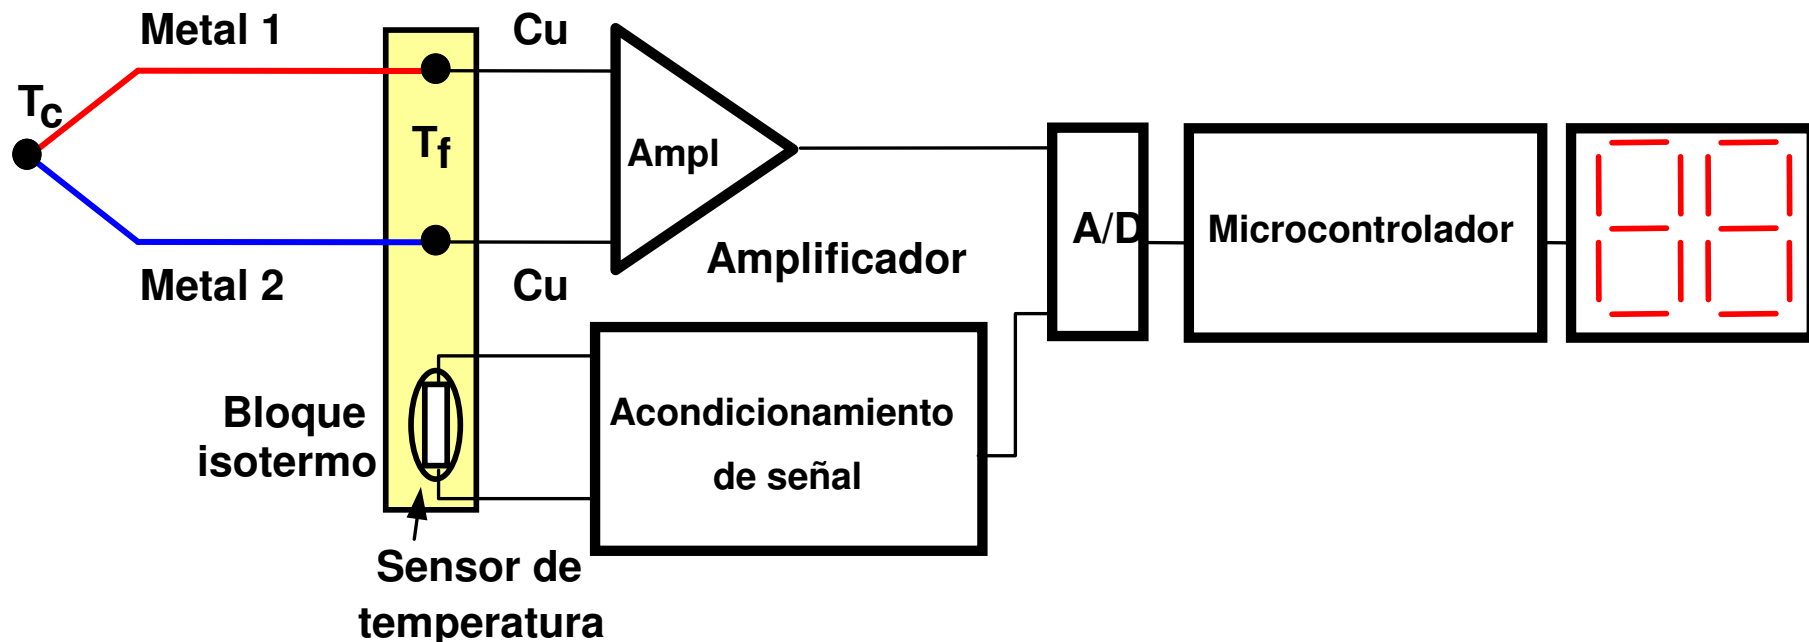 Metal 1
Cu
Tc
Tf
Ampl
A/D
Microcontrolador
88
Amplificador
Metal 2
Cu
Bloque
isotermo
Acondicionamiento
de señal
Sensor de
temperatura